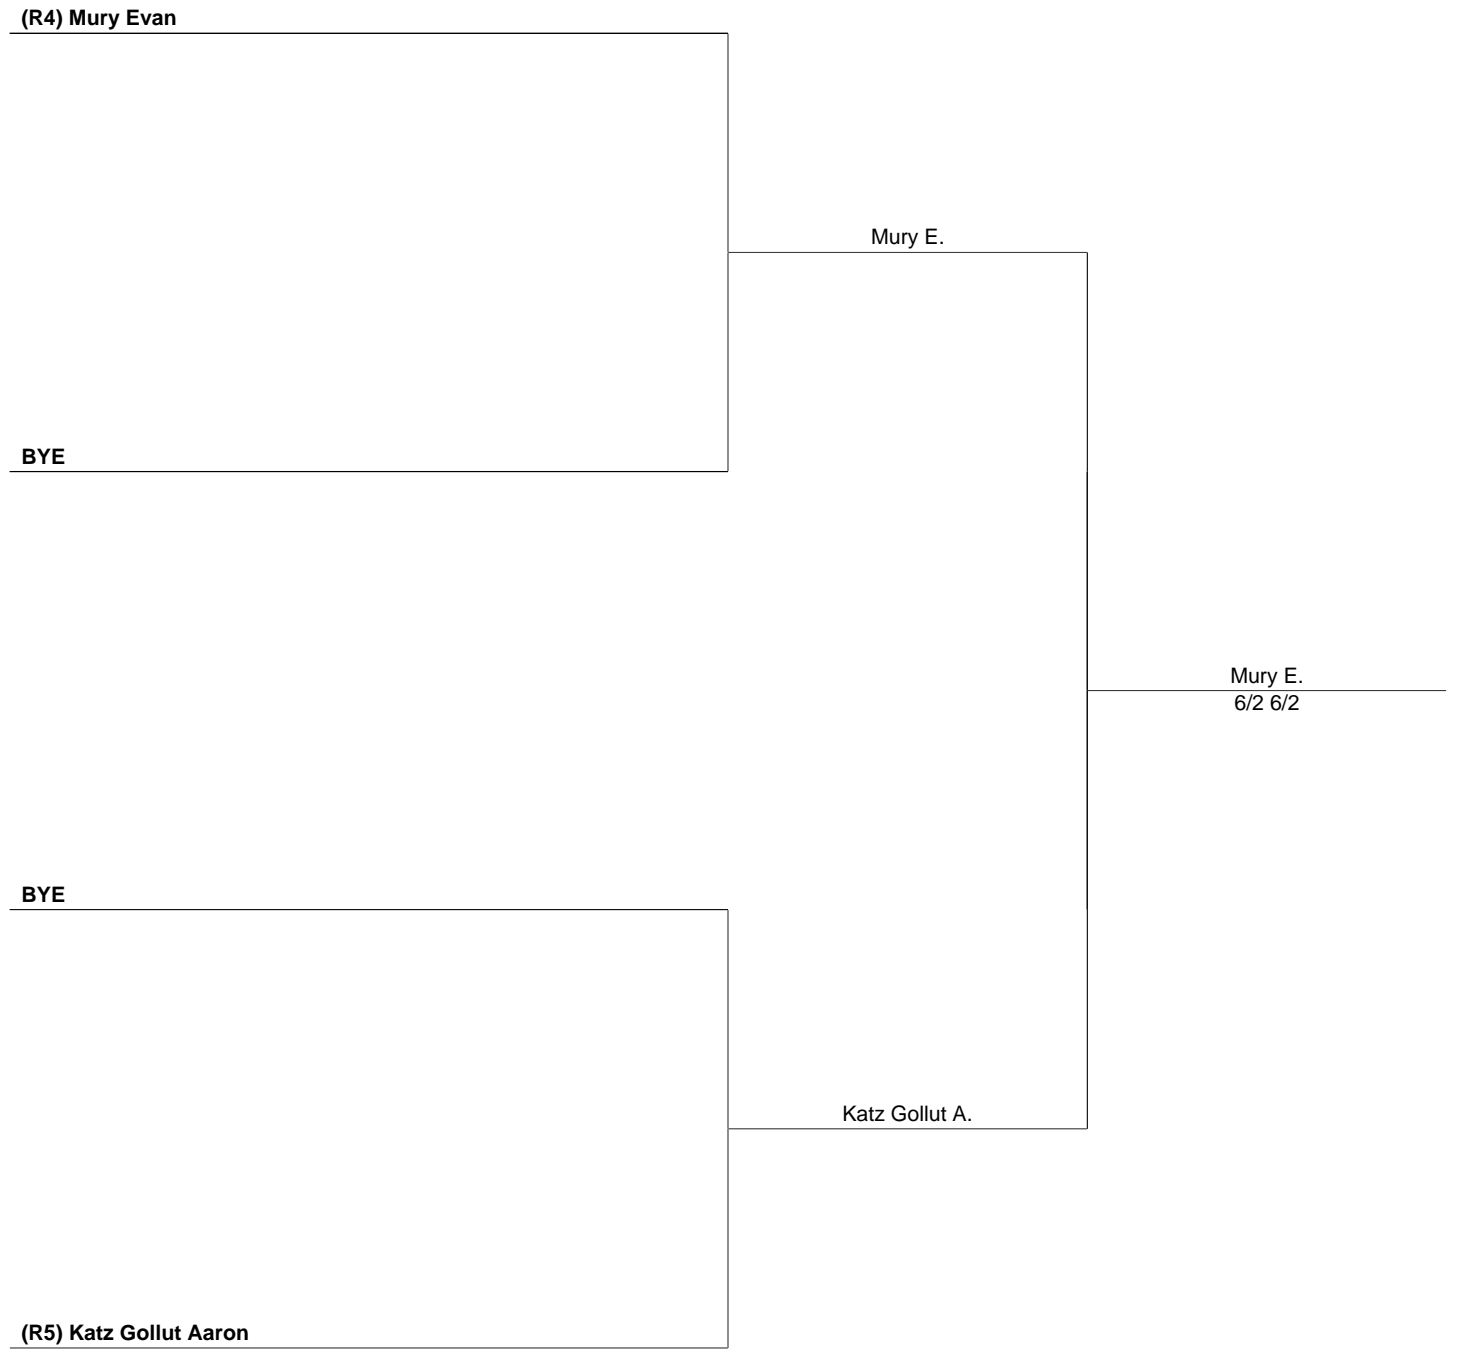 (R4) Mury Evan
Mury E.
BYE
Mury E.
6/2 6/2
BYE
Katz Gollut A.
(R5) Katz Gollut Aaron